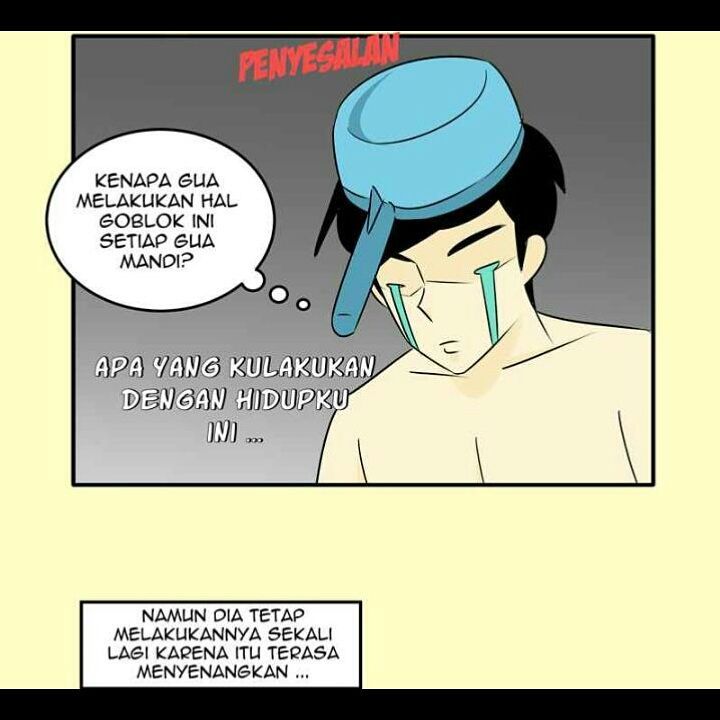 PENYESALAN
KENAPA GUA
MELAKUKAN HAL
GOBLOK INI
SETIAP GUA
MANDI?
APA YANG KULAKUKAN
DENGAN HIDUPKU
INI ...
NAMUN DIA TETAP
MELAKUKANNYA SEKALI
LAGI KARENA ITU TERASA
MENYENANGKAN ...